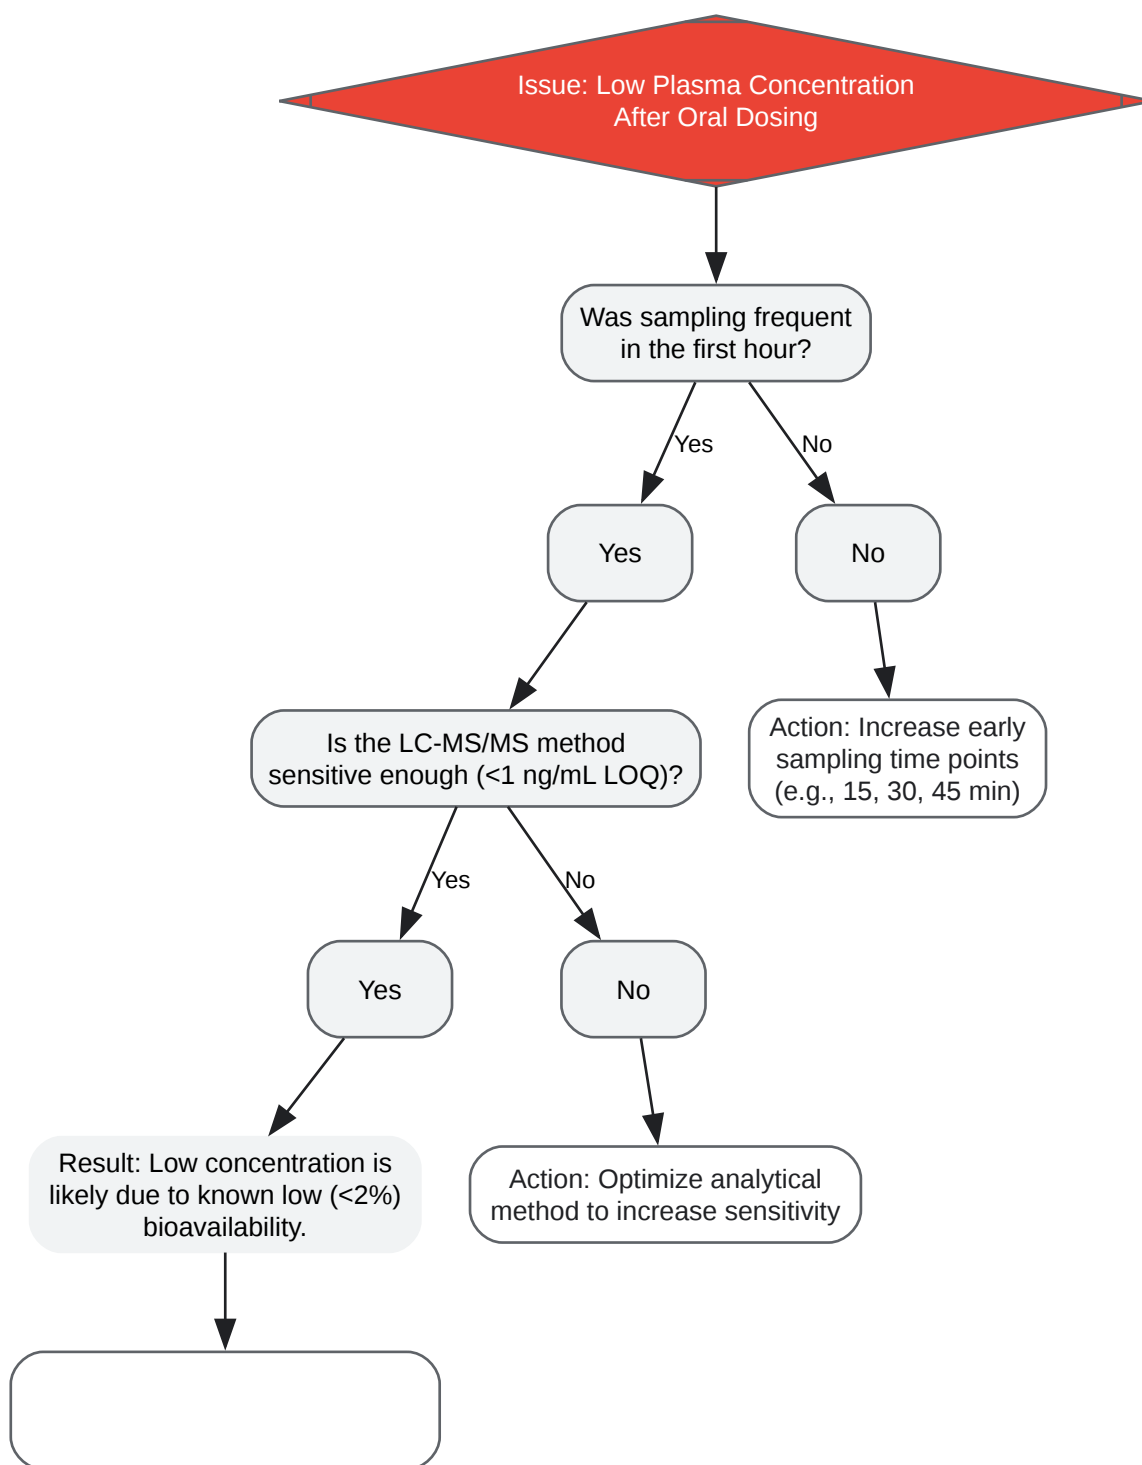 Issue: Low Plasma Concentration
After Oral Dosing
Was sampling frequent
in the first hour?
Yes
No
Yes
No
Is the LC-MS/MS method
sensitive enough (<1 ng/mL LOQ)?
Action: Increase early
sampling time points
(e.g., 15, 30, 45 min)
Yes
No
Yes
No
Result: Low concentration is
likely due to known low (<2%)
bioavailability.
Action: Optimize analytical
method to increase sensitivity